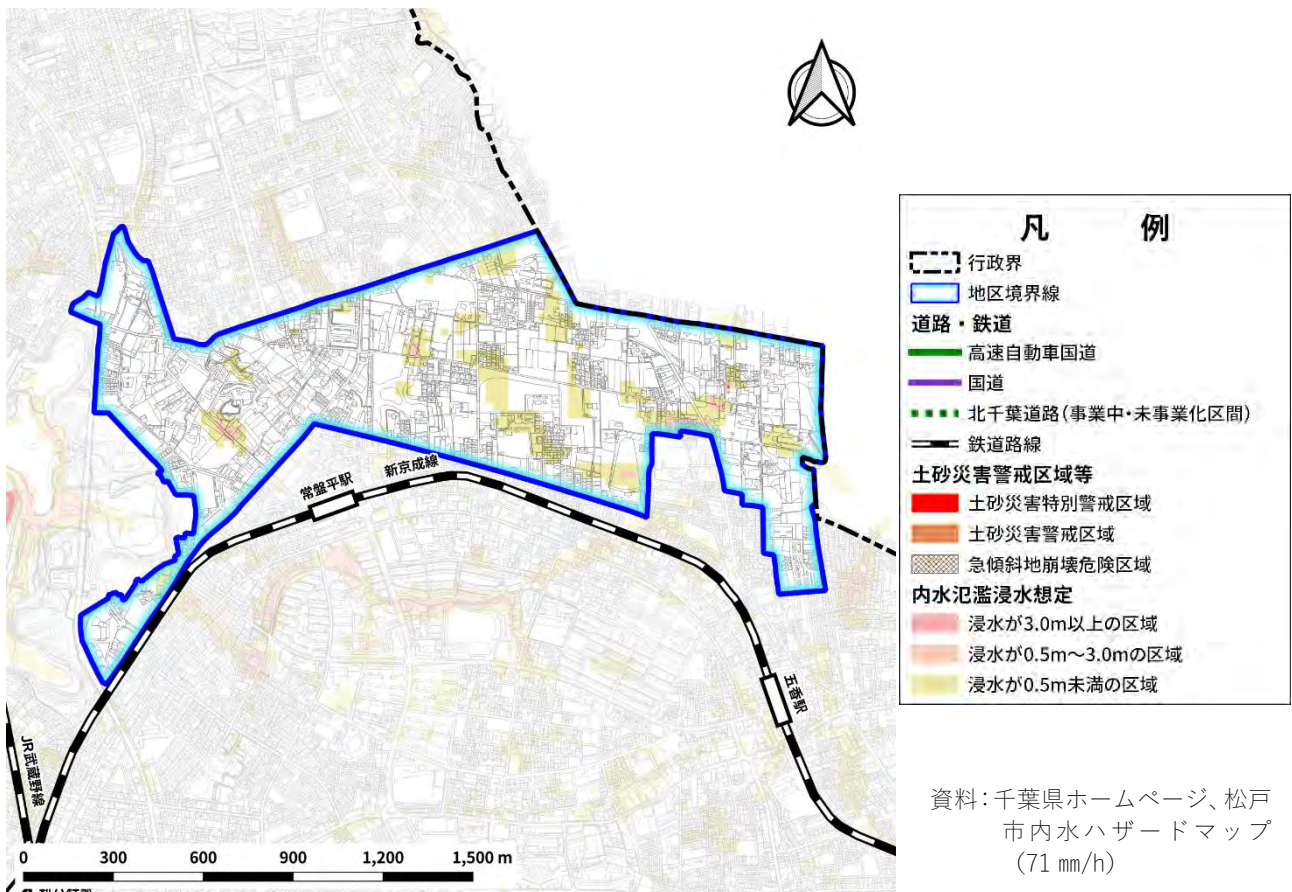 常盤平駅
新京成線
五香駅
JR武蔵野線
0 300 600 900 1,200 1,500 m
凡 例
行政界
地区境界線
道路・鉄道
高速自動車国道
国道
北千葉道路(事業中・未事業化区間)
鉄道路線
土砂災害警戒区域等
土砂災害特別警戒区域
土砂災害警戒区域
急傾斜地崩壊危険区域
内水氾濫浸水想定
浸水が3.0m以上の区域
浸水が0.5m~3.0mの区域
浸水が0.5m未満の区域
資料:千葉県ホームページ、松戸
市内水ハザードマップ
(71 ㎜/h)